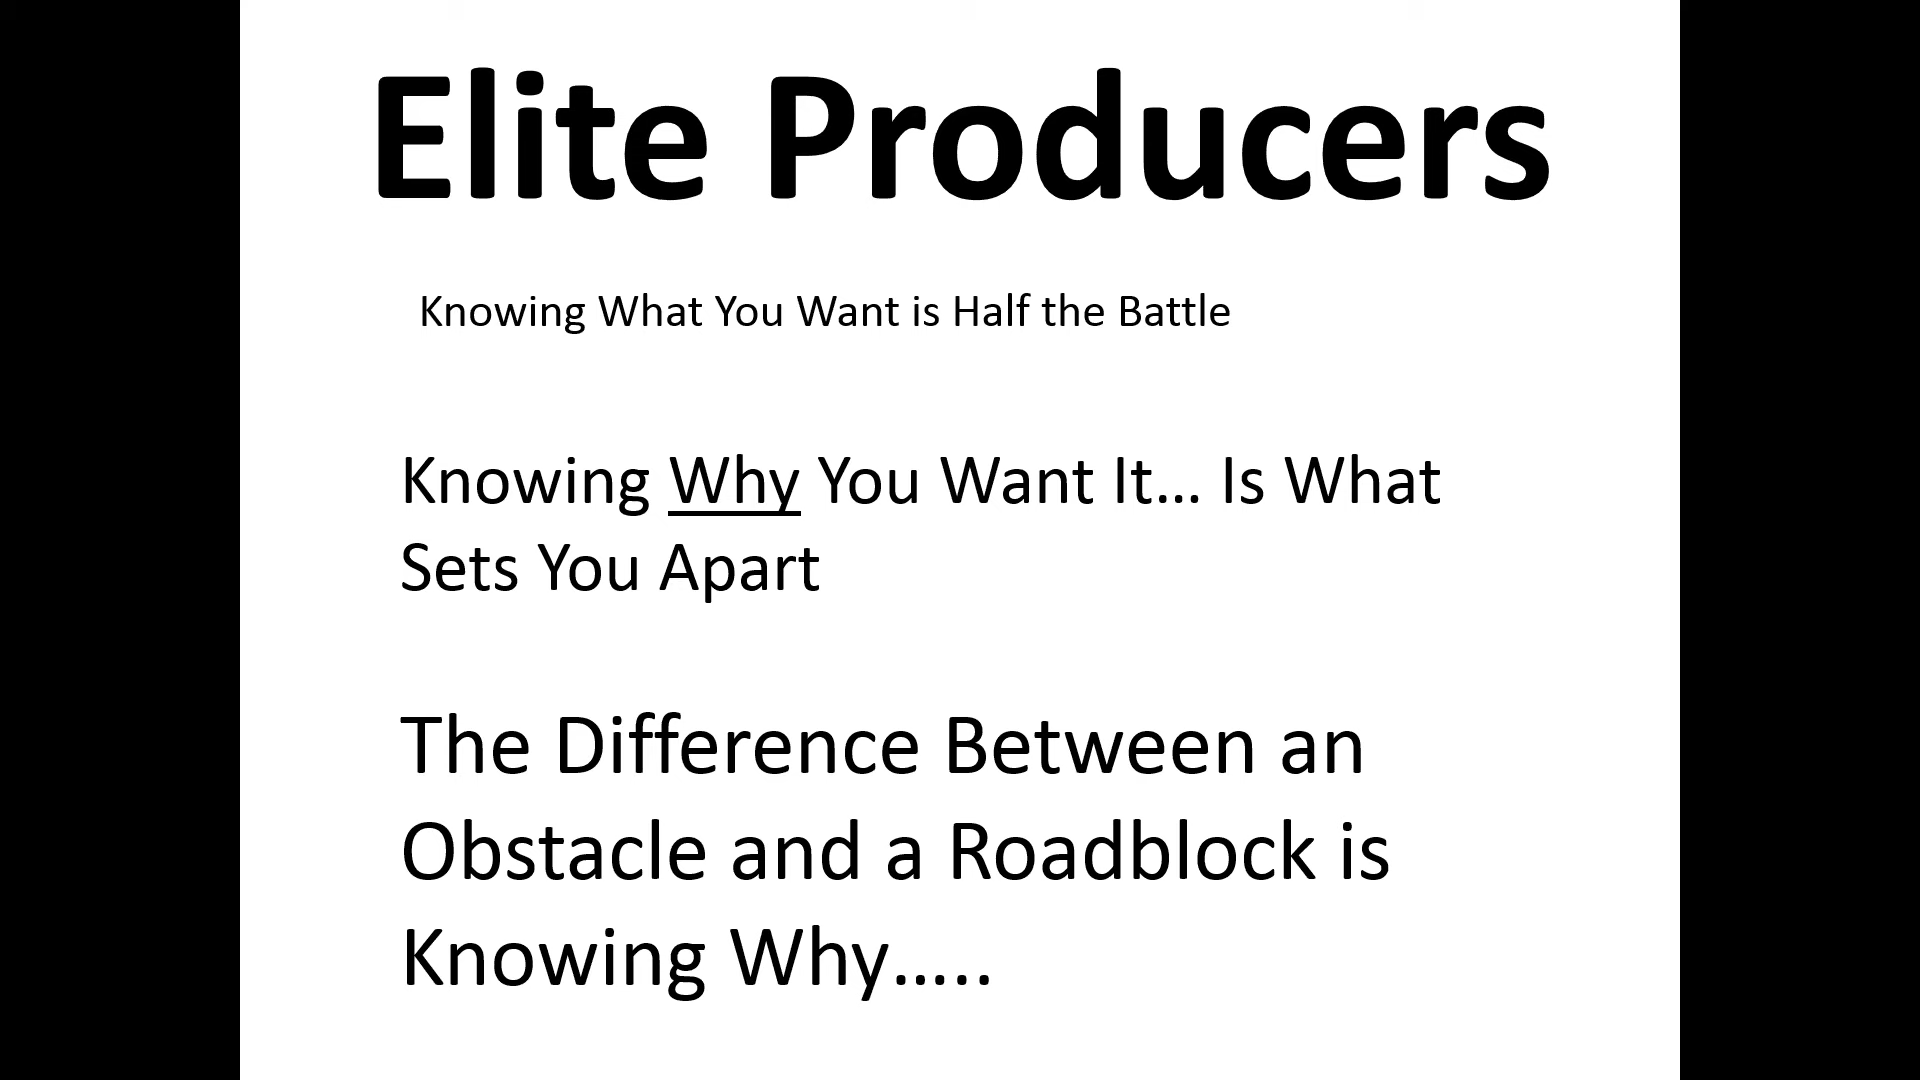 Elite Producers
Knowing What You Want is Half the Battle
Knowing Why You Want It... Is What
Sets You Apart
The Difference Between an
Obstacle and a Roadblock is
Knowing Why.....